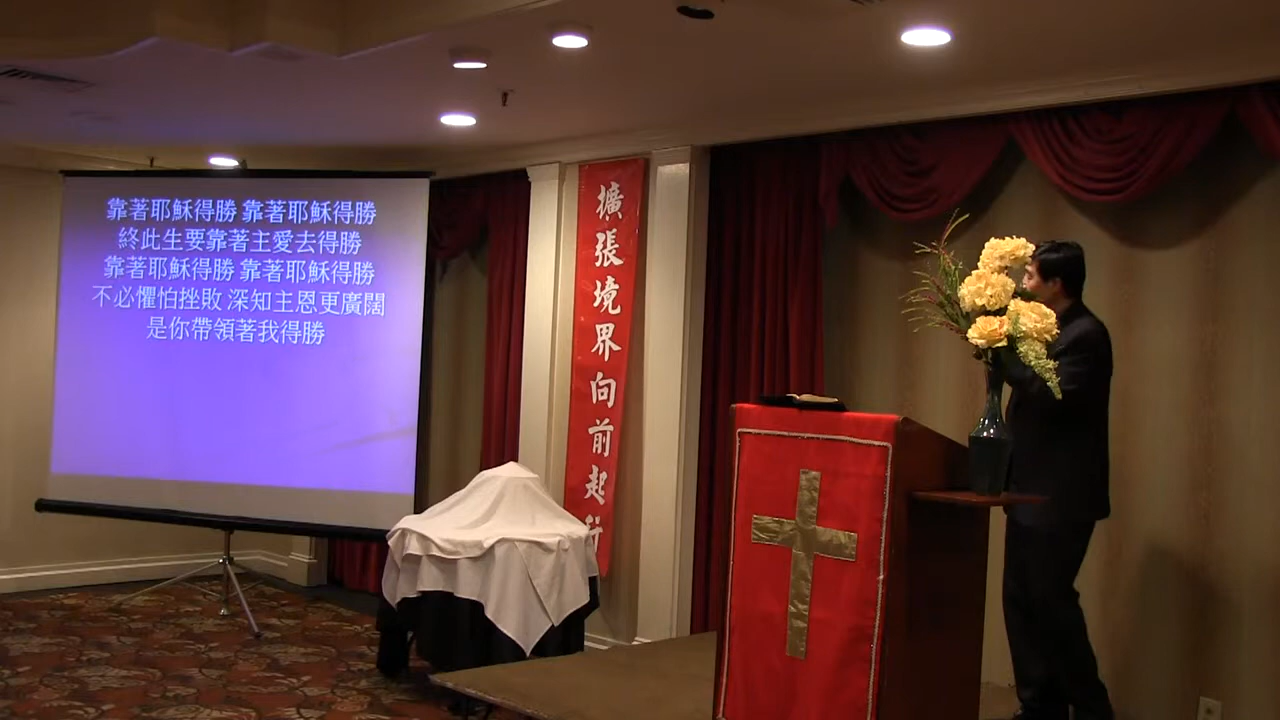 靠著耶穌得勝 靠著耶穌得勝
終此生要靠著主愛去得勝
靠著耶穌得勝 靠著耶穌得勝
不必懼怕挫敗 深知主恩更廣闊
是你帶領著我得勝
擴張境界向前起行